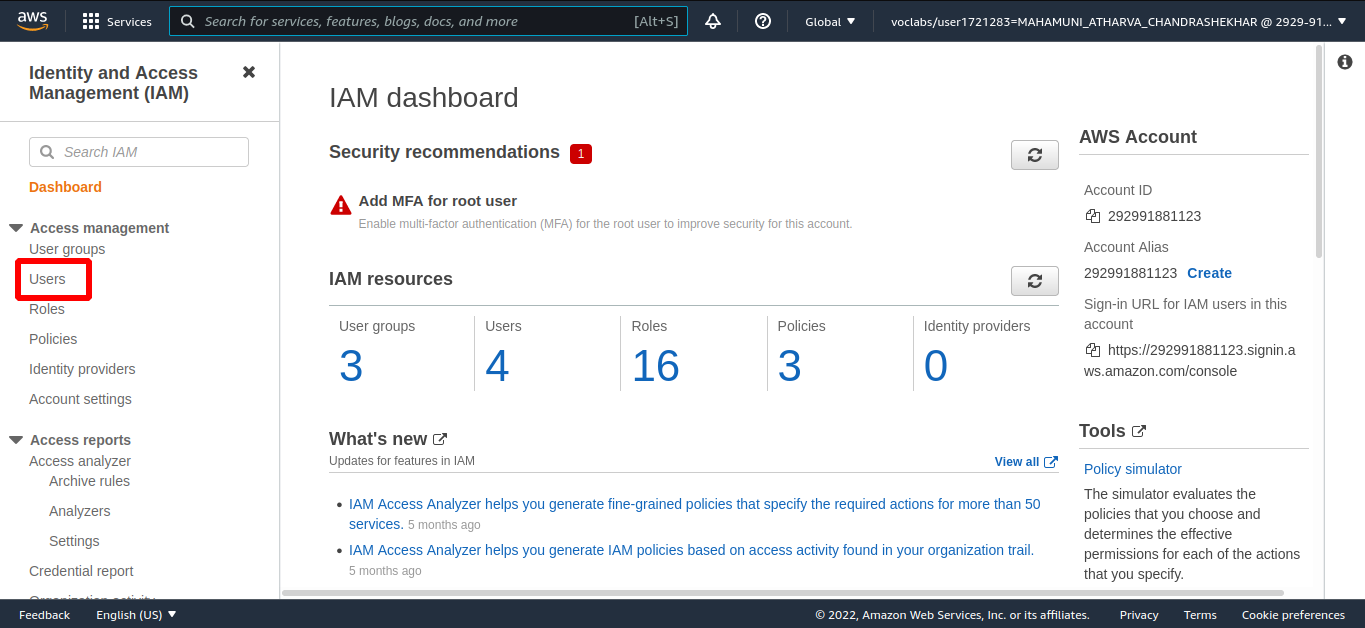 aws
Services
Search for services, features, blogs, docs, and more
[Alt+S]
Global
voclabs/user1721283=MAHAMUNI_ATHARVA_CHANDRASHEKHAR @ 2929-91...
Identity and Access
Management (IAM)
Search IAM
Dashboard
Access management
User groups
Users
Roles
Policies
Identity providers
Account settings
Access reports
Access analyzer
Archive rules
Analyzers
Settings
Credential report
Organization activity
IAM dashboard
Security recommendations 1
Add MFA for root user
Enable multi-factor authentication (MFA) for the root user to improve security for this account.
IAM resources
User groups
3
Users
4
Roles
16
Policies
3
Identity providers
0
What's new
Updates for features in IAM
View all
• IAM Access Analyzer helps you generate fine-grained policies that specify the required actions for more than 50
services. 5 months ago
• IAM Access Analyzer helps you generate IAM policies based on access activity found in your organization trail.
5 months ago
AWS Account
Account ID
292991881123
Account Alias
292991881123 Create
Sign-in URL for IAM users in this
account
https://292991881123.signin.a
ws.amazon.com/console
Tools
Policy simulator
The simulator evaluates the
policies that you choose and
determines the effective
permissions for each of the actions
that you specify.
Feedback
English (US)
© 2022, Amazon Web Services, Inc. or its affiliates.
Privacy
Terms
Cookie preferences